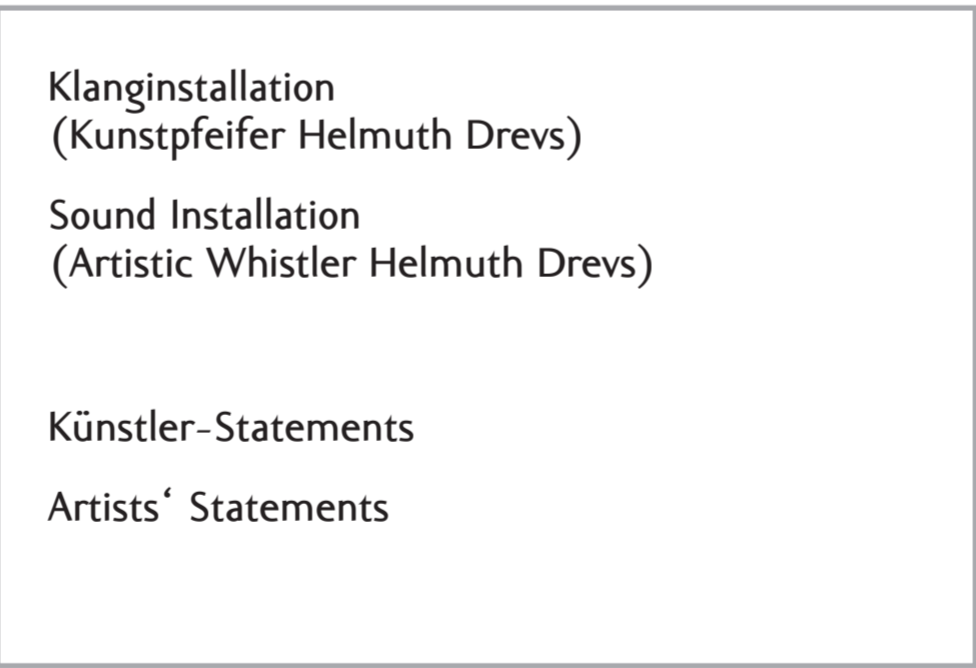 Klanginstallation
(Kunstpfeifer Helmuth Drevs)
Sound Installation
(Artistic Whistler Helmuth Drevs)
Künstler-Statements
Artists‘ Statements